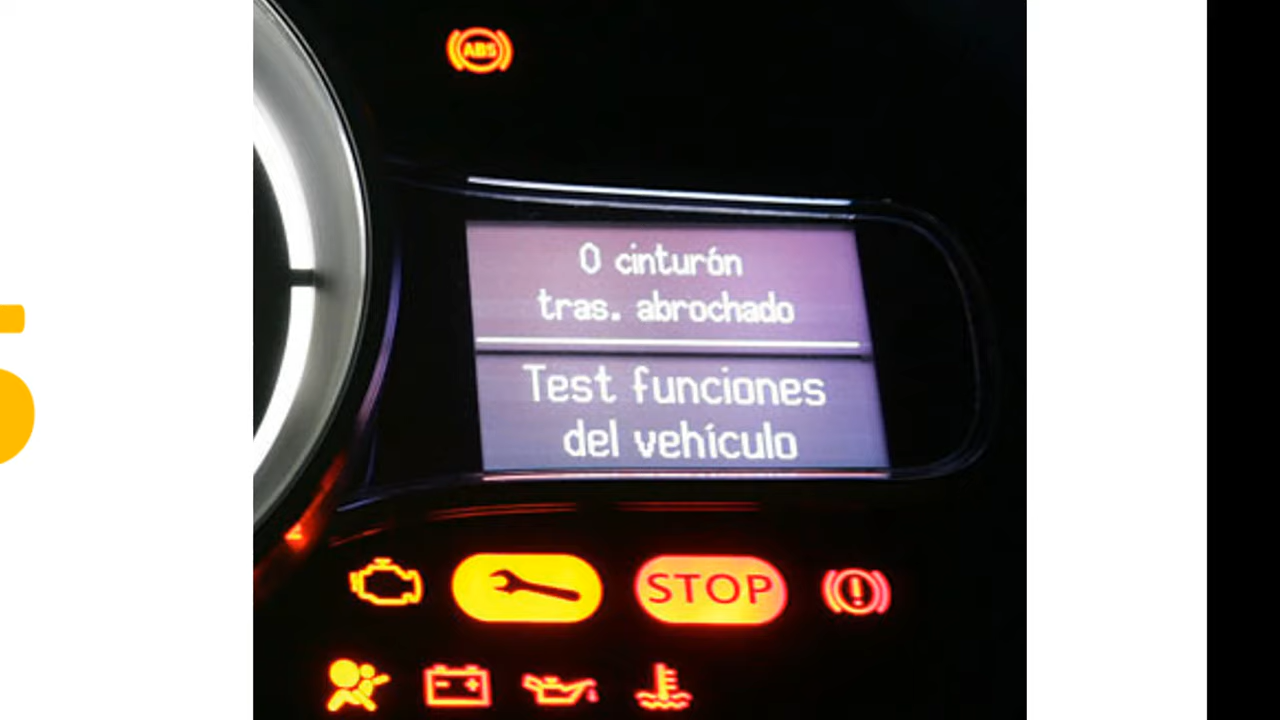 ABS
0 cinturón
tras. abrochado
Test funciones
del vehículo
STOP